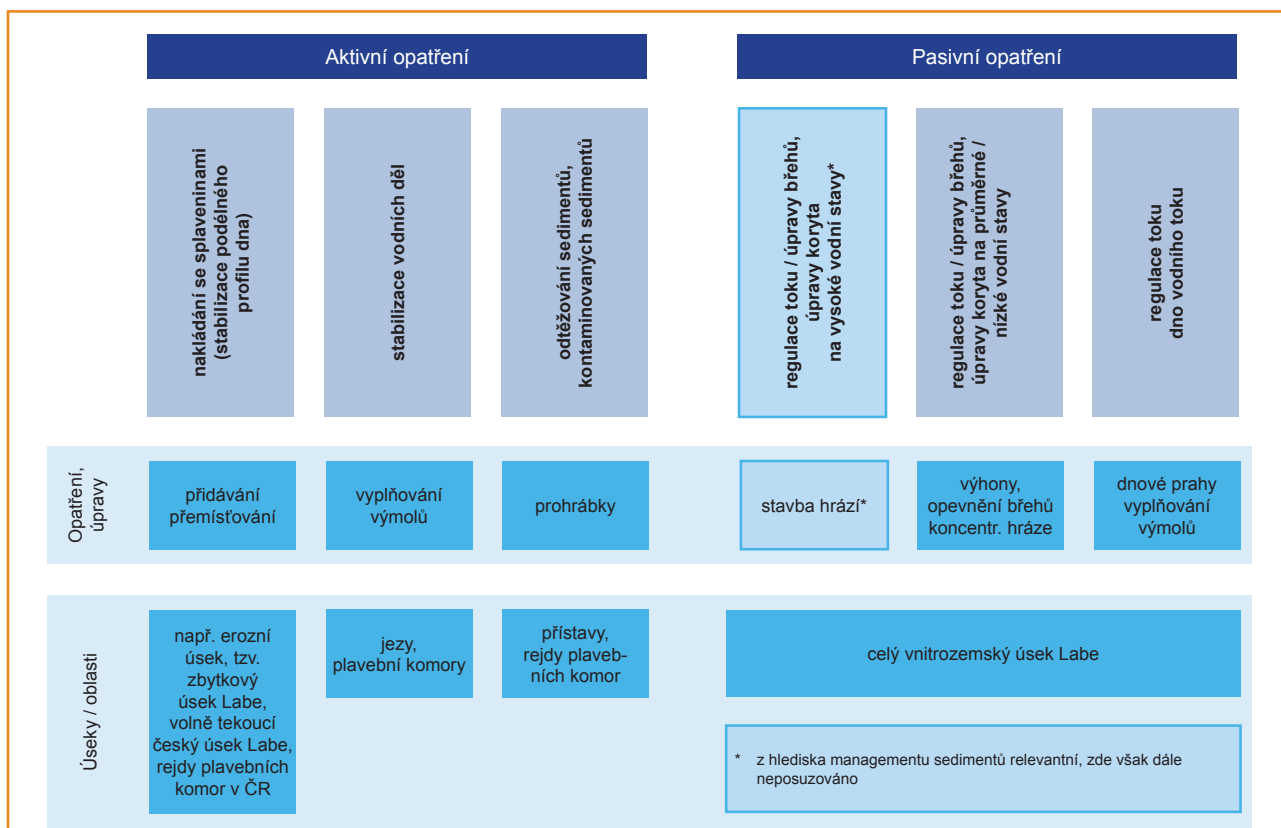 Aktivní opatření
Pasivní opatření
nakládání se splaveninami
(stabilizace podélného
profilu dna)
stabilizace vodních děl
odtěžování sedimentů,
kontaminovaných sedimentů
regulace toku / úpravy břehů,
úpravy koryta
na vysoké vodní stavy*
regulace toku / úpravy břehů,
úpravy koryta na průměrné /
nízké vodní stavy
regulace toku
dno vodního toku
Opatření,
úpravy
přidávání
přemísťování
vyplňování
výmolů
prohrábky
stavba hrází*
výhony,
opevnění břehů
koncentr. hráze
dnové prahy
vyplňování
výmolů
Úseky / oblasti
např. erozní
úsek, tzv.
zbytkový
úsek Labe,
volně tekoucí
český úsek Labe,
rejdy plavebních
komor v ČR
jezy,
plavební komory
přístavy,
rejdy plaveb-
ních komor
celý vnitrozemský úsek Labe
* z hlediska managementu sedimentů relevantní, zde však dále
neposuzováno